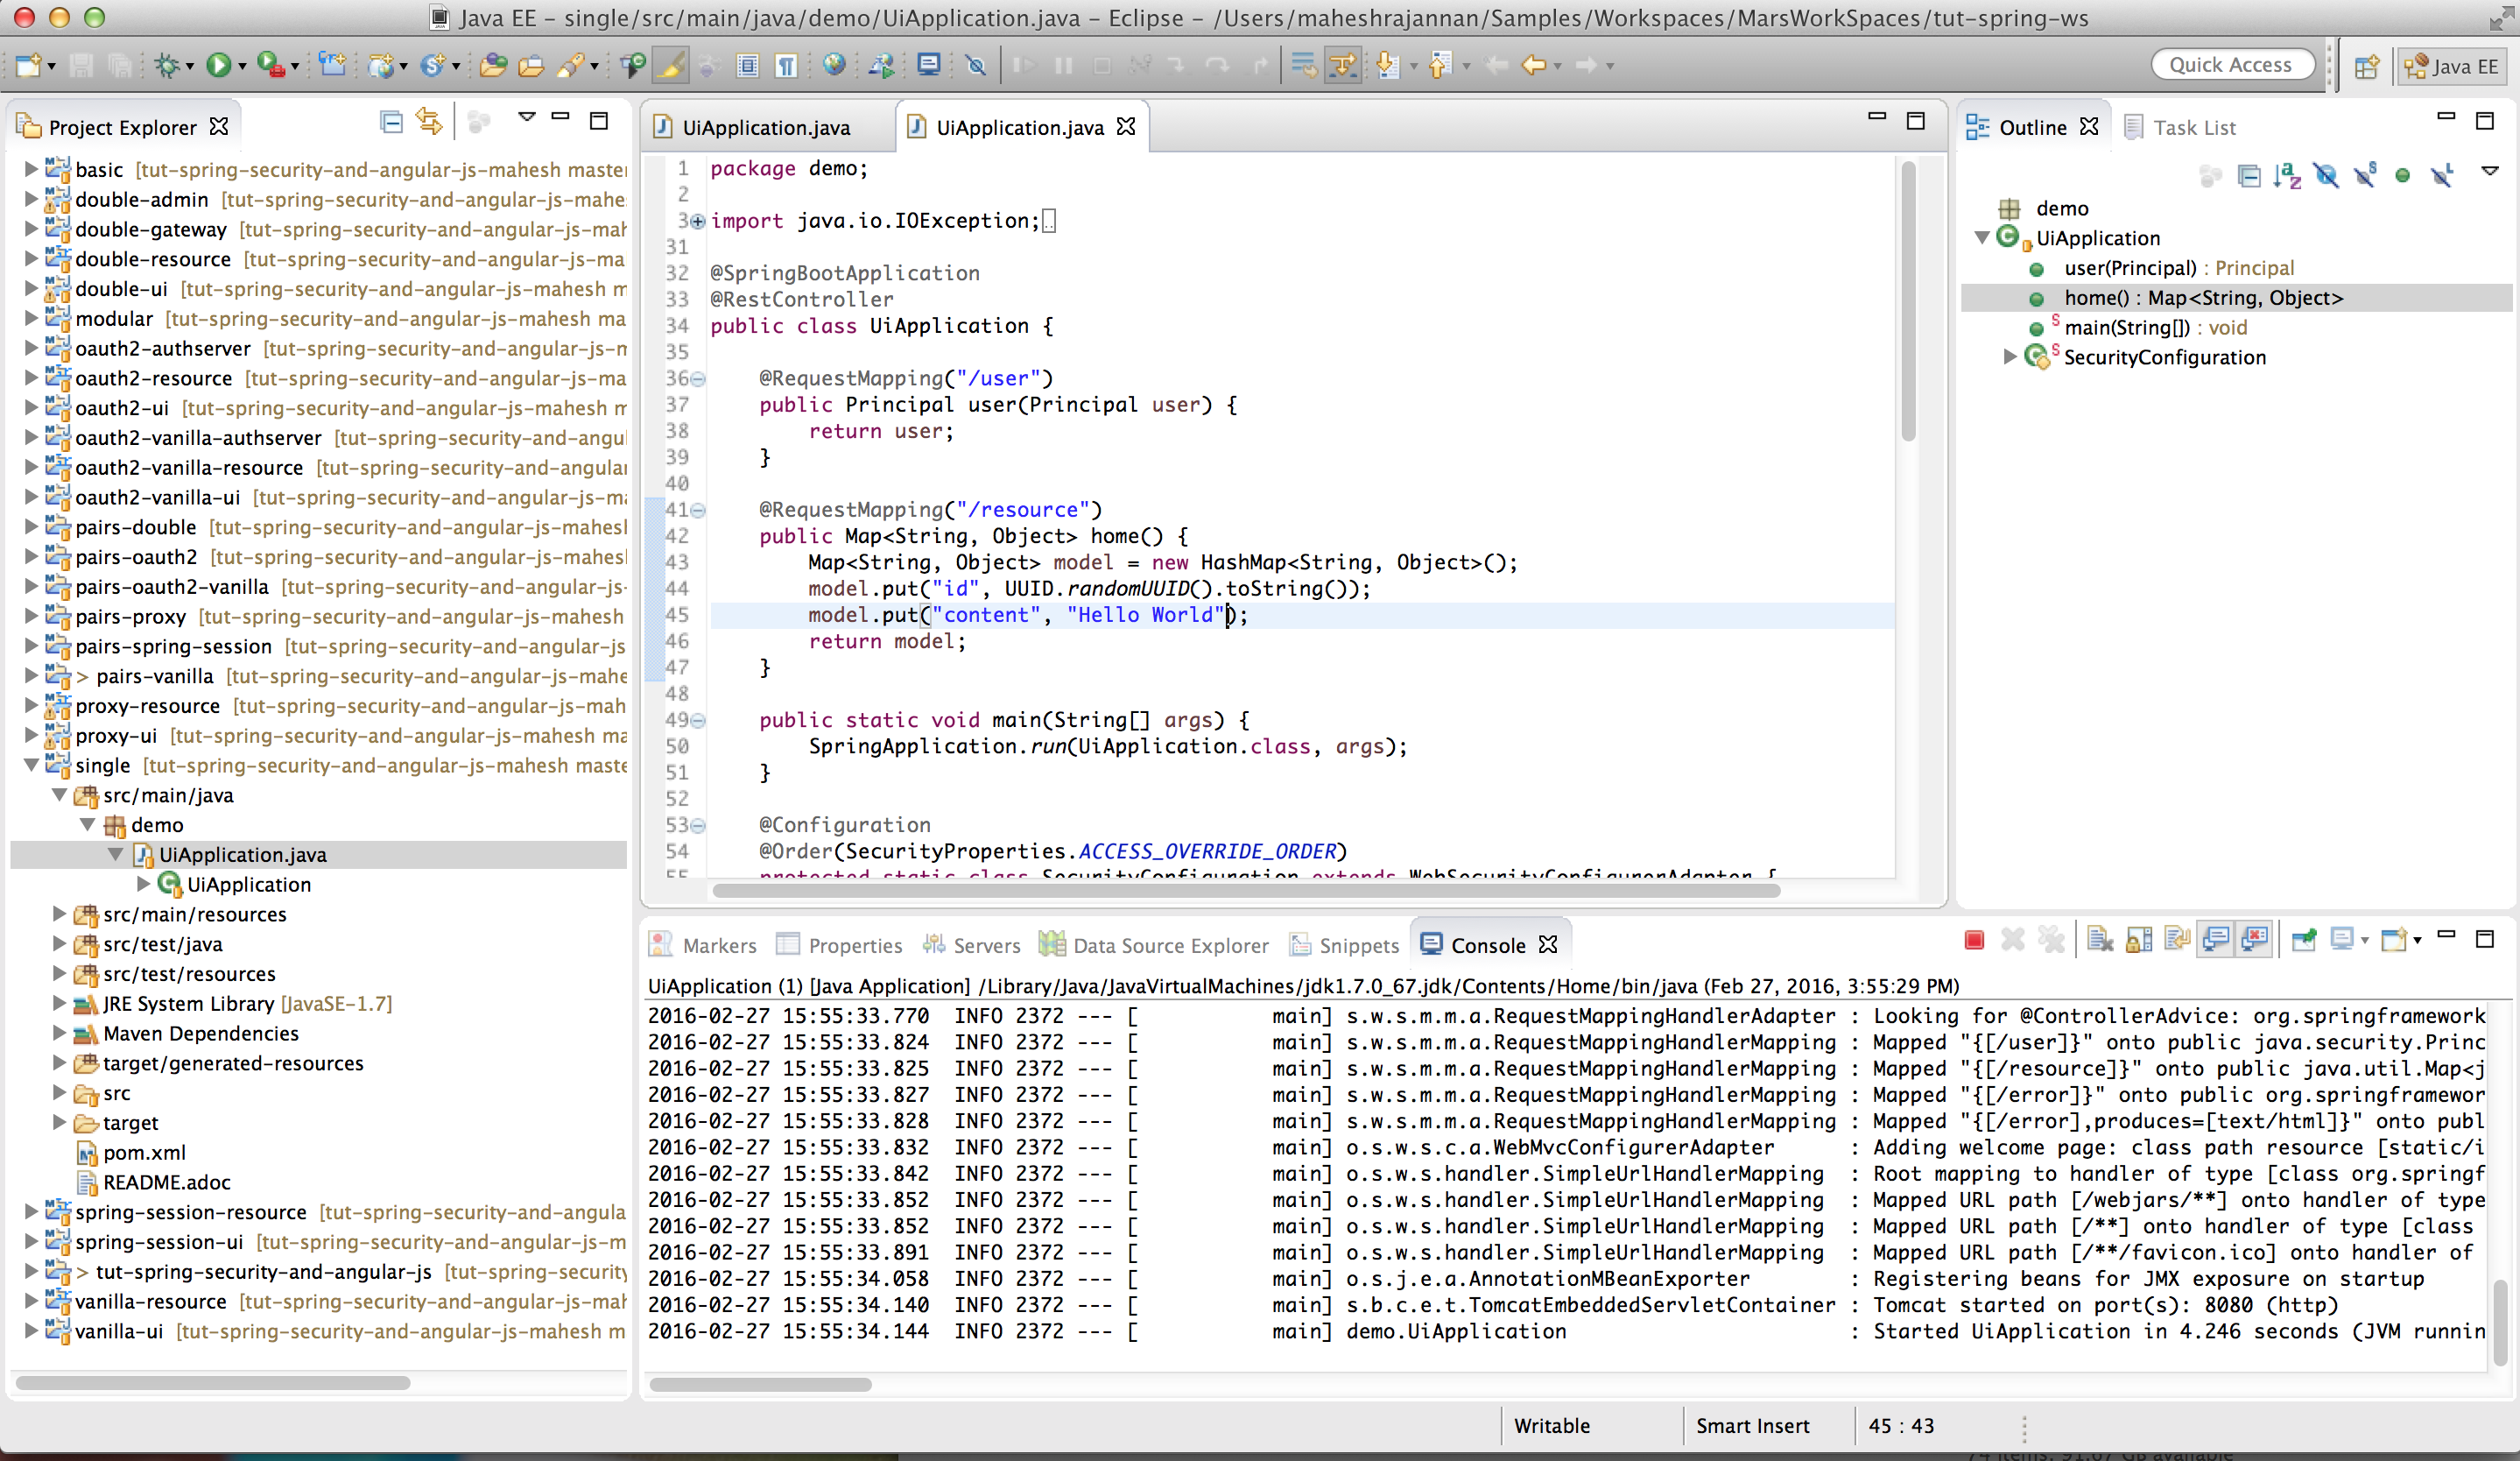 Java EE – single/src/main/java/demo/UiApplication.java – Eclipse – /Users/maheshrajannan/Samples/Workspaces/MarsWorkSpaces/tut-spring-ws
Quick Access
Java EE
Project Explorer
basic [tut-spring-security-and-angular-js-mahesh master
double-admin [tut-spring-security-and-angular-js-mahe
double-gateway [tut-spring-security-and-angular-js-mah
double-resource [tut-spring-security-and-angular-js-ma
double-ui [tut-spring-security-and-angular-js-mahesh m
modular [tut-spring-security-and-angular-js-mahesh ma
oauth2-authserver [tut-spring-security-and-angular-js-m
oauth2-resource [tut-spring-security-and-angular-js-ma
oauth2-ui [tut-spring-security-and-angular-js-mahesh m
oauth2-vanilla-authserver [tut-spring-security-and-angul
oauth2-vanilla-resource [tut-spring-security-and-angular
oauth2-vanilla-ui [tut-spring-security-and-angular-js-ma
pairs-double [tut-spring-security-and-angular-js-mahesl
pairs-oauth2 [tut-spring-security-and-angular-js-mahesl
pairs-oauth2-vanilla [tut-spring-security-and-angular-js-
pairs-proxy [tut-spring-security-and-angular-js-mahesh
pairs-spring-session [tut-spring-security-and-angular-js
> pairs-vanilla [tut-spring-security-and-angular-js-mahe
proxy-resource [tut-spring-security-and-angular-js-mah
proxy-ui [tut-spring-security-and-angular-js-mahesh ma
single [tut-spring-security-and-angular-js-mahesh maste
src/main/java
demo
UiApplication.java
UiApplication
src/main/resources
src/test/java
src/test/resources
JRE System Library [JavaSE-1.7]
Maven Dependencies
target/generated-resources
src
target
pom.xml
README.adoc
spring-session-resource [tut-spring-security-and-angula
spring-session-ui [tut-spring-security-and-angular-js-m
> tut-spring-security-and-angular-js [tut-spring-security
vanilla-resource [tut-spring-security-and-angular-js-mah
vanilla-ui [tut-spring-security-and-angular-js-mahesh m
UiApplication.java
UiApplication.java
1 package demo;
2
3 import java.io.IOException;
31
32 @SpringBootApplication
33 @RestController
34 public class UiApplication {
35
36 @RequestMapping("/user")
37 public Principal user(Principal user) {
38 return user;
39 }
40
41 @RequestMapping("/resource")
42 public Map<String, Object> home() {
43 Map<String, Object> model = new HashMap<String, Object>();
44 model.put("id", UUID.randomUUID().toString());
45 model.put("content", "Hello World");
46 return model;
47 }
48
49 public static void main(String[] args) {
50 SpringApplication.run(UiApplication.class, args);
51 }
52
53 @Configuration
54 @Order(SecurityProperties.ACCESS_OVERRIDE_ORDER)
55 protected static class SecurityConfiguration extends WebSecurityConfigurerAdapter {
Outline
Task List
demo
UiApplication
user(Principal) : Principal
home() : Map<String, Object>
main(String[]) : void
SecurityConfiguration
Markers
Properties
Servers
Data Source Explorer
Snippets
Console
UiApplication (1) [Java Application] /Library/Java/JavaVirtualMachines/jdk1.7.0_67.jdk/Contents/Home/bin/java (Feb 27, 2016, 3:55:29 PM)
2016-02-27 15:55:33.770 INFO 2372 --- [ main] s.w.s.m.m.a.RequestMappingHandlerAdapter : Looking for @ControllerAdvice: org.springframework
2016-02-27 15:55:33.824 INFO 2372 --- [ main] s.w.s.m.m.a.RequestMappingHandlerMapping : Mapped "{[/user]}" onto public java.security.Princ
2016-02-27 15:55:33.825 INFO 2372 --- [ main] s.w.s.m.m.a.RequestMappingHandlerMapping : Mapped "{[/resource]}" onto public java.util.Map<j
2016-02-27 15:55:33.827 INFO 2372 --- [ main] s.w.s.m.m.a.RequestMappingHandlerMapping : Mapped "{[/error]}" onto public org.springframewor
2016-02-27 15:55:33.828 INFO 2372 --- [ main] s.w.s.m.m.a.RequestMappingHandlerMapping : Mapped "{[/error],produces=[text/html]}" onto publ
2016-02-27 15:55:33.832 INFO 2372 --- [ main] o.s.w.s.c.a.WebMvcConfigurerAdapter : Adding welcome page: class path resource [static/i
2016-02-27 15:55:33.842 INFO 2372 --- [ main] o.s.w.s.handler.SimpleUrlHandlerMapping : Root mapping to handler of type [class org.springf
2016-02-27 15:55:33.852 INFO 2372 --- [ main] o.s.w.s.handler.SimpleUrlHandlerMapping : Mapped URL path [/webjars/**] onto handler of type
2016-02-27 15:55:33.852 INFO 2372 --- [ main] o.s.w.s.handler.SimpleUrlHandlerMapping : Mapped URL path [/**] onto handler of type [class
2016-02-27 15:55:33.891 INFO 2372 --- [ main] o.s.w.s.handler.SimpleUrlHandlerMapping : Mapped URL path [/**/favicon.ico] onto handler of
2016-02-27 15:55:34.058 INFO 2372 --- [ main] o.s.j.e.a.AnnotationMBeanExporter : Registering beans for JMX exposure on startup
2016-02-27 15:55:34.140 INFO 2372 --- [ main] s.b.c.e.t.TomcatEmbeddedServletContainer : Tomcat started on port(s): 8080 (http)
2016-02-27 15:55:34.144 INFO 2372 --- [ main] demo.UiApplication : Started UiApplication in 4.246 seconds (JVM runnin
Writable
Smart Insert
45 : 43